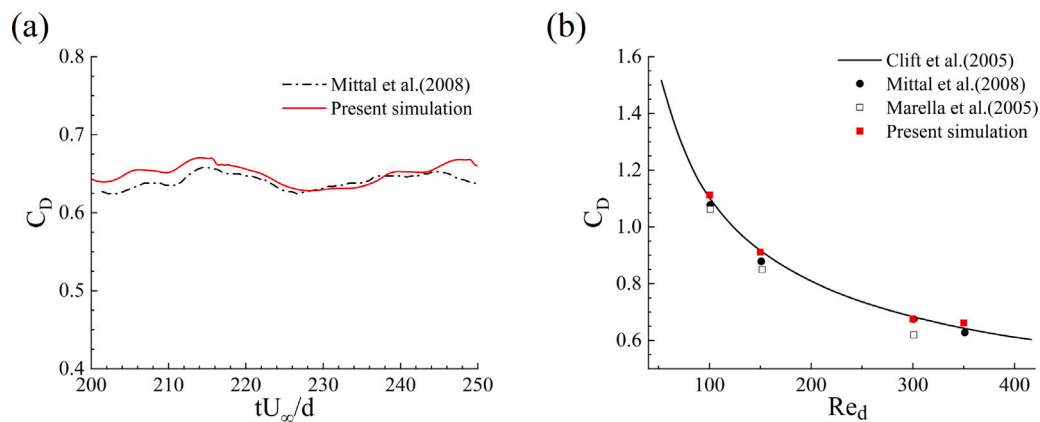 (a)
0.8
0.7
0.6
0.5
0.4
C_D
200 210 220 230 240 250
tU_∞/d
Mittal et al.(2008)
Present simulation
(b)
1.6
1.4
1.2
1.0
0.8
0.6
C_D
100 200 300 400
Re_d
Clift et al.(2005)
Mittal et al.(2008)
Marella et al.(2005)
Present simulation